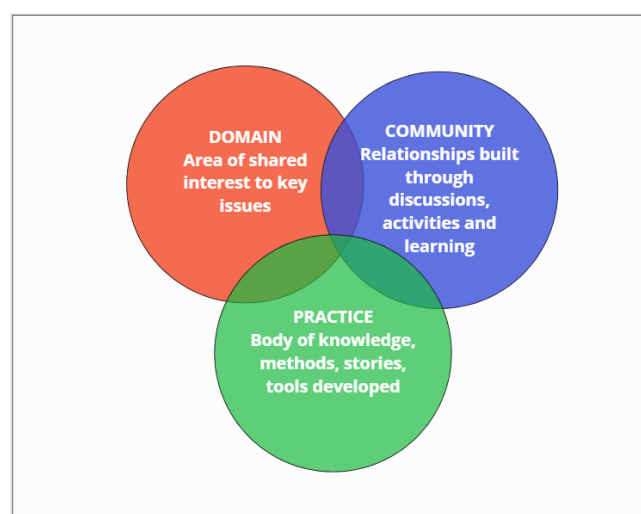 DOMAIN
Area of shared
interest to key
issues
COMMUNITY
Relationships built
through
discussions,
activities and
learning
PRACTICE
Body of knowledge,
methods, stories,
tools developed